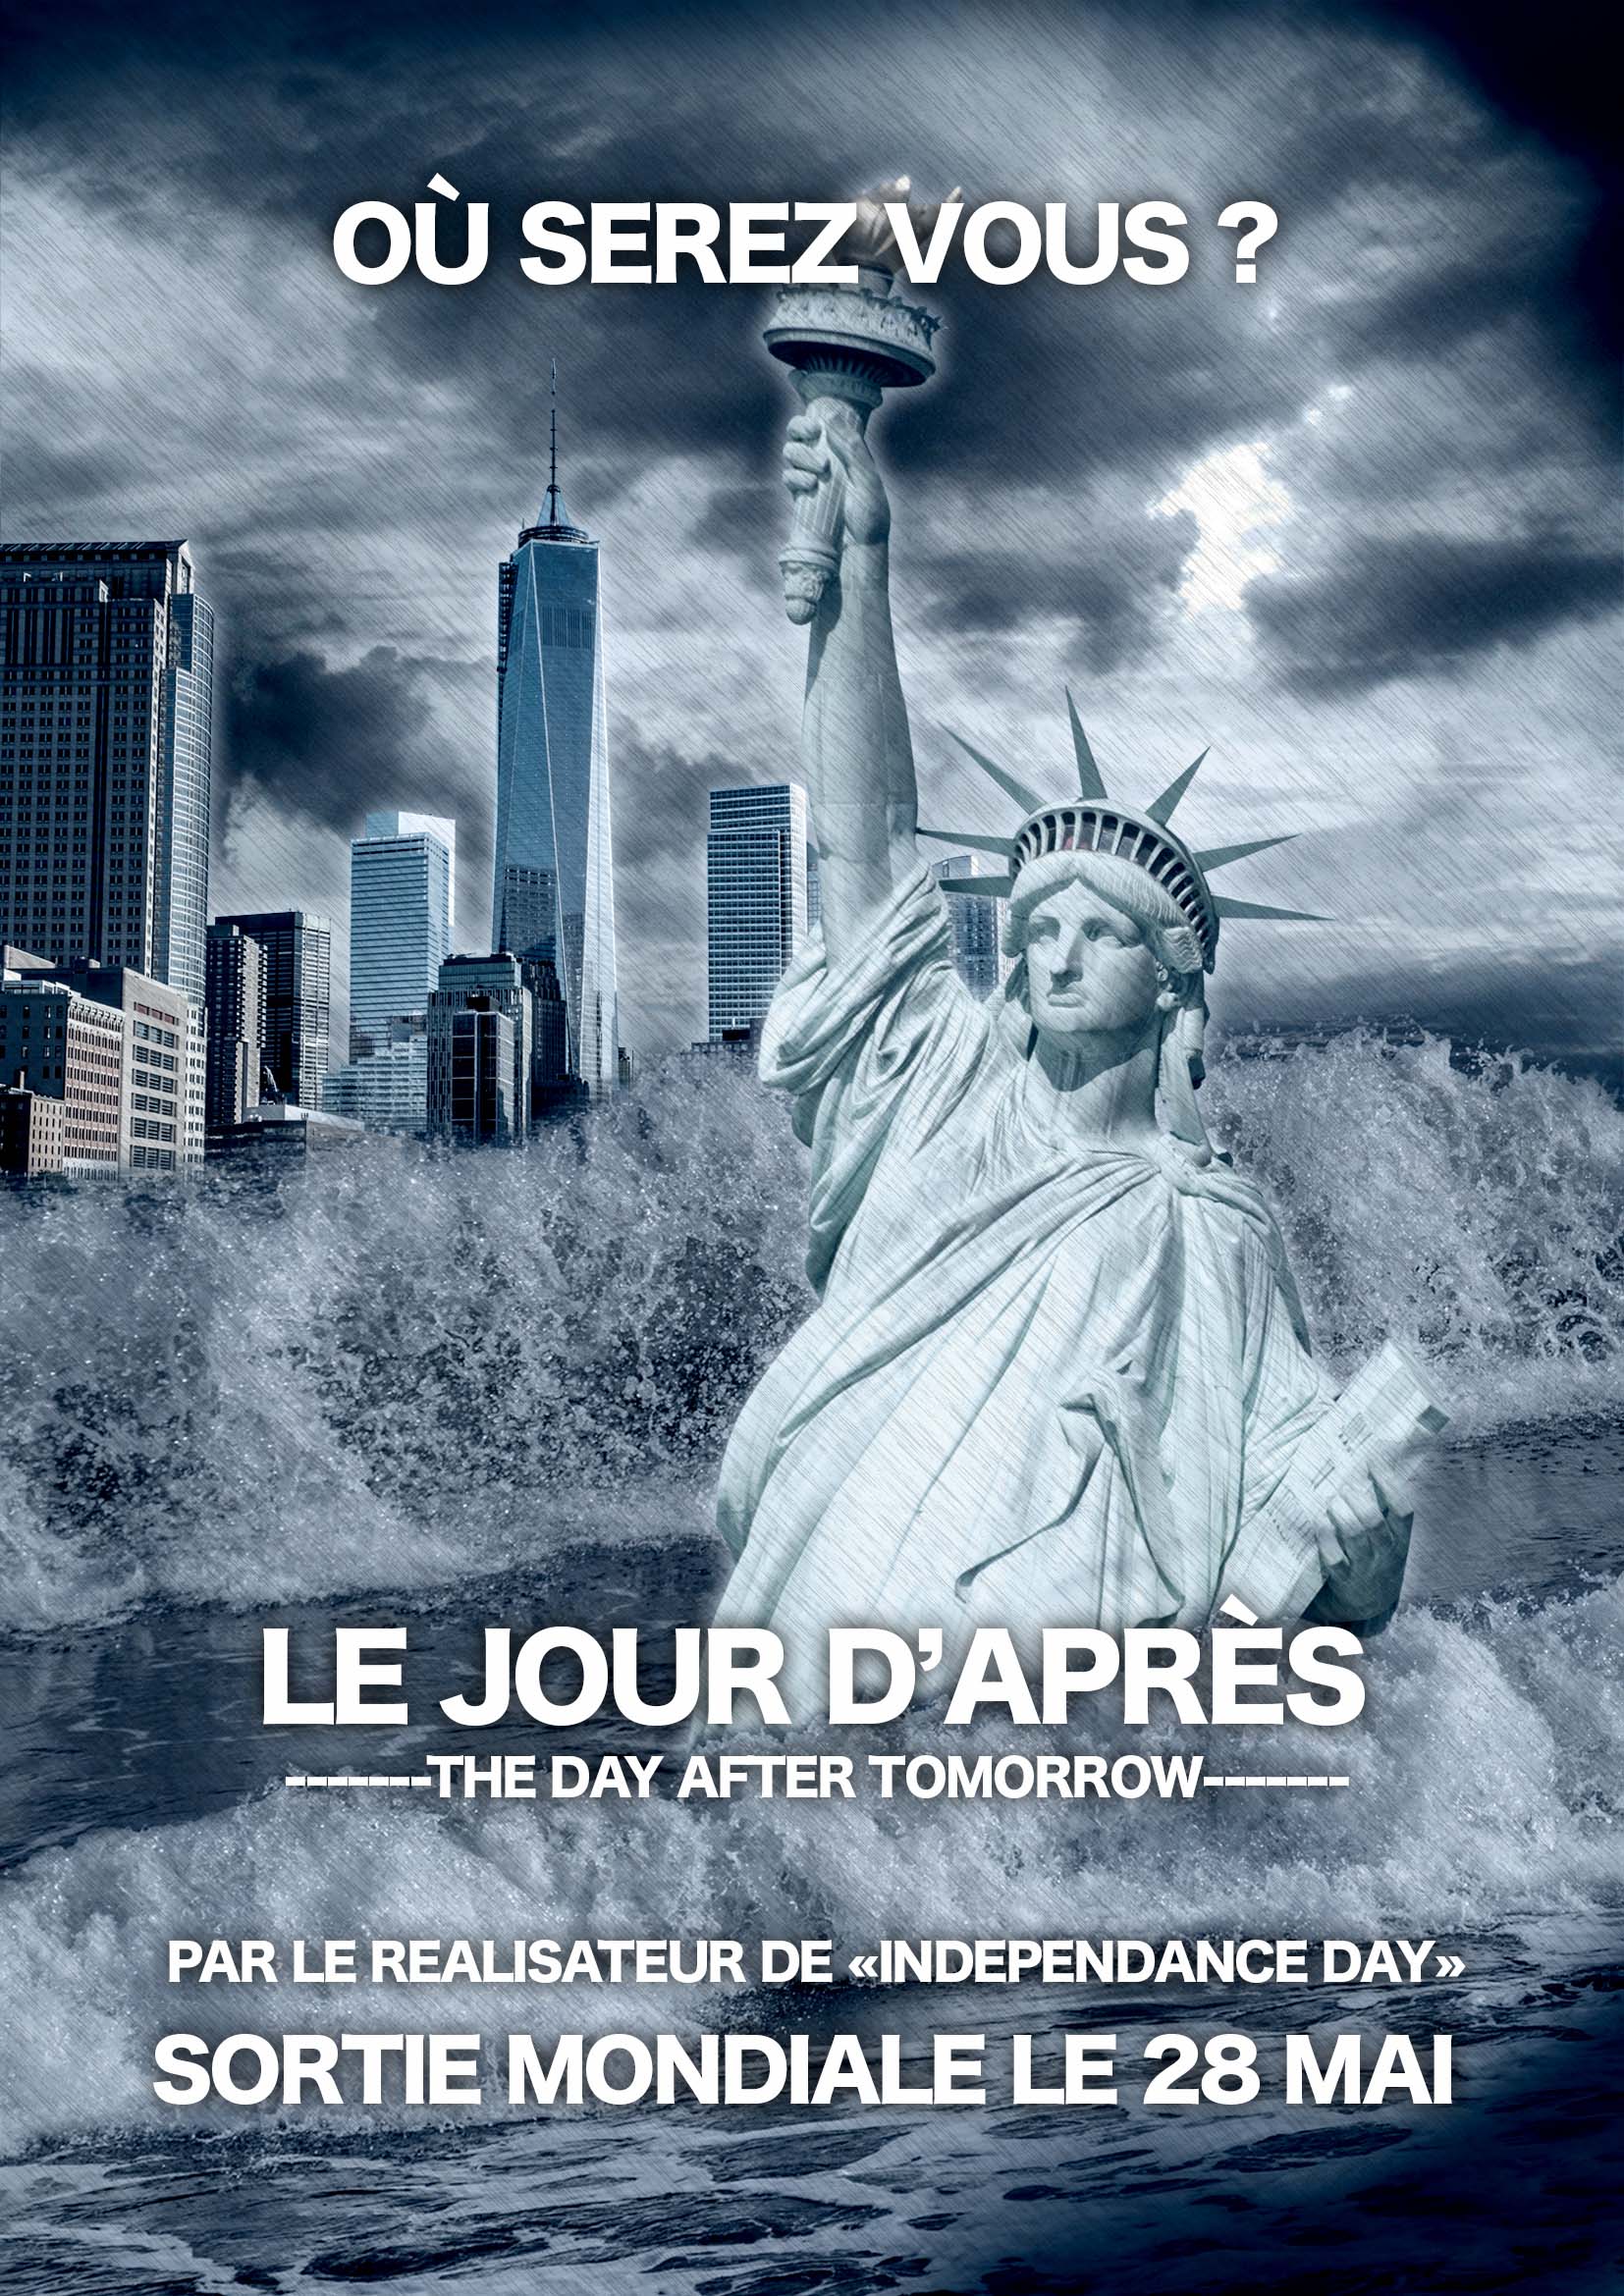 OÙ SEREZ VOUS ?
LE JOUR D’APRÈS
-------THE DAY AFTER TOMORROW-------
PAR LE REALISATEUR DE «INDEPENDANCE DAY»
SORTIE MONDIALE LE 28 MAI